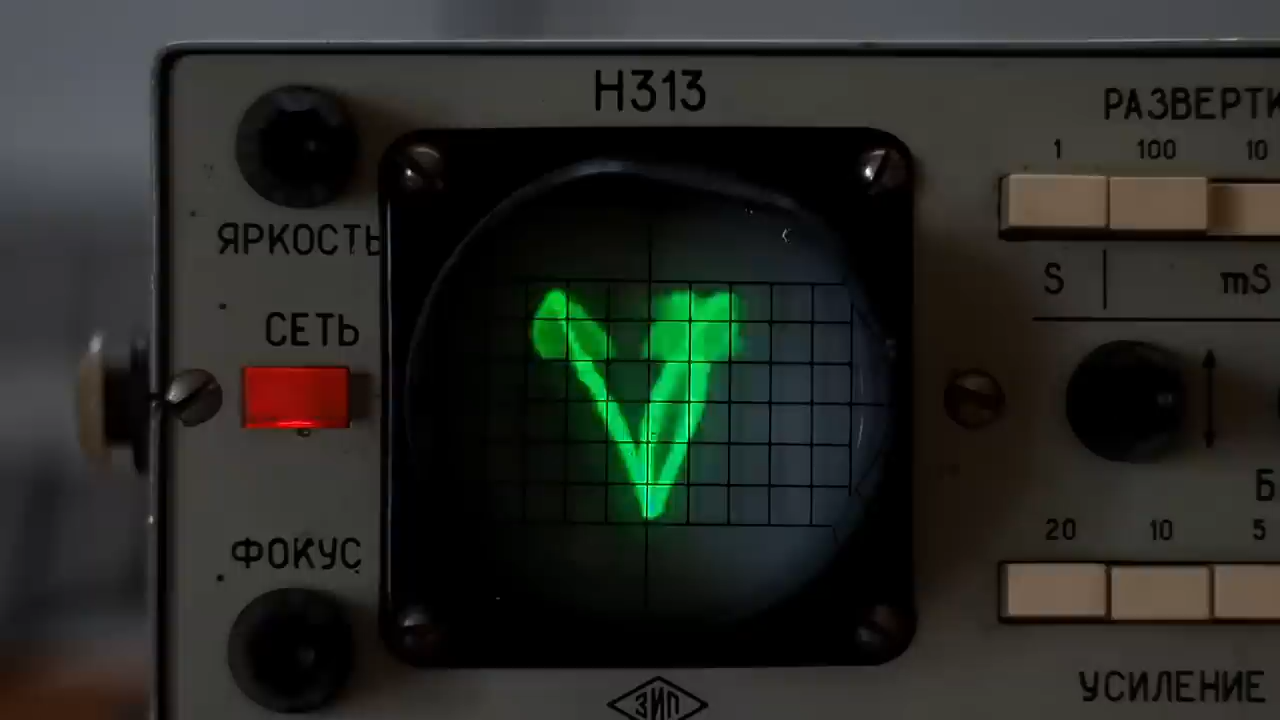 Н313
РАЗВЕРТК
1 100 10
ЯРКОСТЬ
S mS
СЕТЬ
Б
20 10 5
ФОКУС
ЗИП
УСИЛЕНИЕ